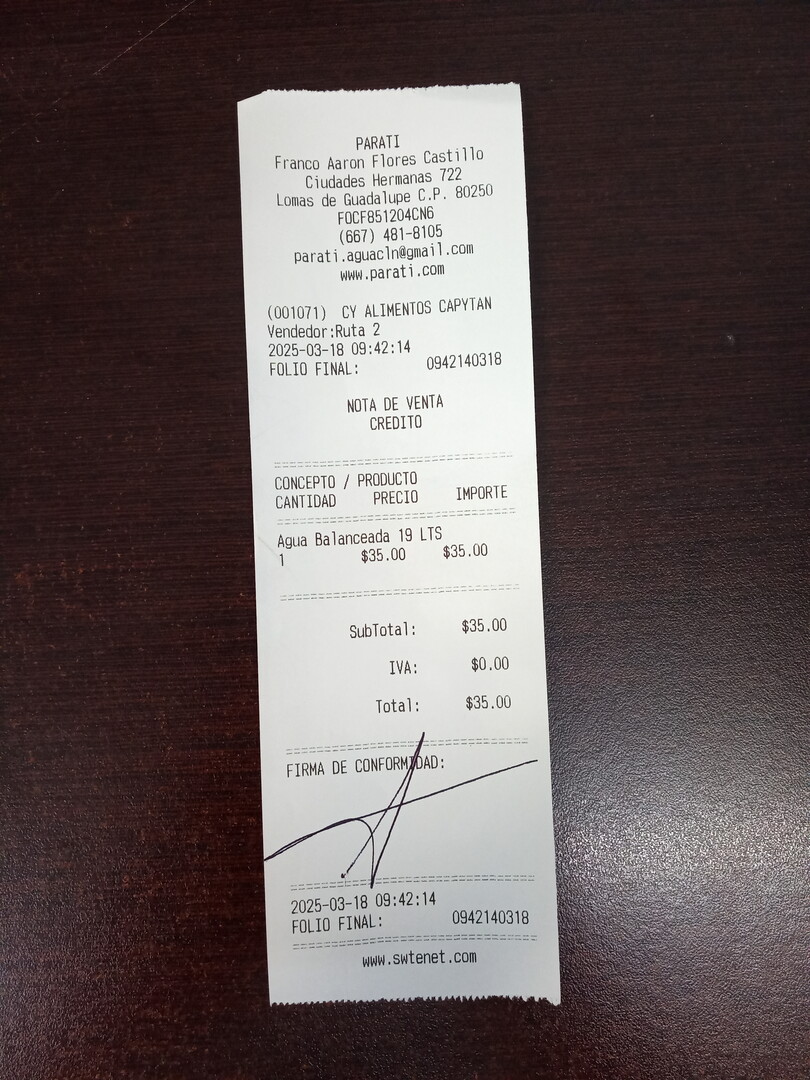 PARATI
Franco Aaron Flores Castillo
Ciudades Hermanas 722
Lomas de Guadalupe C.P. 80250
FOCF851204CN6
(667) 481-8105
parati.aguacln@gmail.com
www.parati.com
(001071) CY ALIMENTOS CAPYTAN
Vendedor:Ruta 2
2025-03-18 09:42:14
FOLIO FINAL: 0942140318
NOTA DE VENTA
CREDITO
CONCEPTO / PRODUCTO
CANTIDAD PRECIO IMPORTE
Agua Balanceada 19 LTS
1 $35.00 $35.00
SubTotal: $35.00
IVA: $0.00
Total: $35.00
FIRMA DE CONFORMIDAD:
2025-03-18 09:42:14
FOLIO FINAL: 0942140318
www.swtenet.com